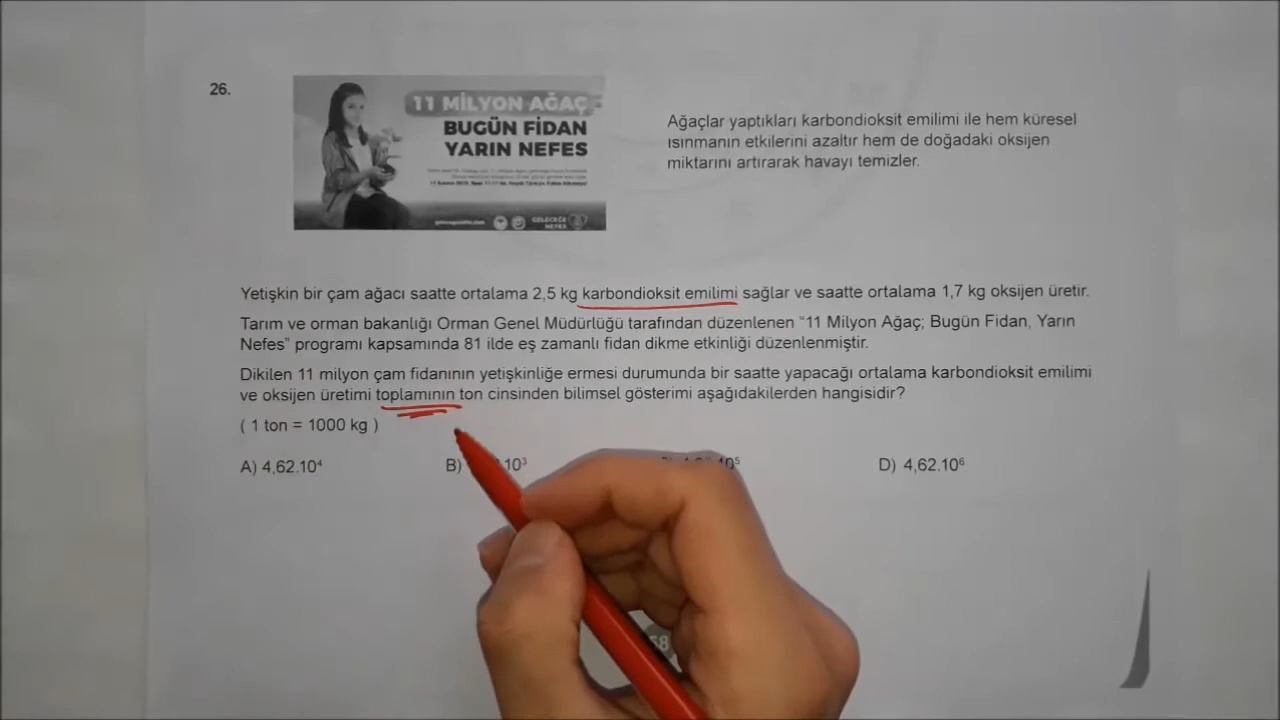 26.
11 MİLYON AĞAÇ
BUGÜN FİDAN
YARIN NEFES
GELECEĞE
NEFES
Ağaçlar yaptıkları karbondioksit emilimi ile hem küresel
ısınmanın etkilerini azaltır hem de doğadaki oksijen
miktarını artırarak havayı temizler.
Yetişkin bir çam ağacı saatte ortalama 2,5 kg karbondioksit emilimi sağlar ve saatte ortalama 1,7 kg oksijen üretir.
Tarım ve orman bakanlığı Orman Genel Müdürlüğü tarafından düzenlenen “11 Milyon Ağaç; Bugün Fidan, Yarın
Nefes” programı kapsamında 81 ilde eş zamanlı fidan dikme etkinliği düzenlenmiştir.
Dikilen 11 milyon çam fidanının yetişkinliğe ermesi durumunda bir saatte yapacağı ortalama karbondioksit emilimi
ve oksijen üretimi toplamının ton cinsinden bilimsel gösterimi aşağıdakilerden hangisidir?
( 1 ton = 1000 kg )
A) 4,62.10⁴
B) 10³
10⁵
D) 4,62.10⁶